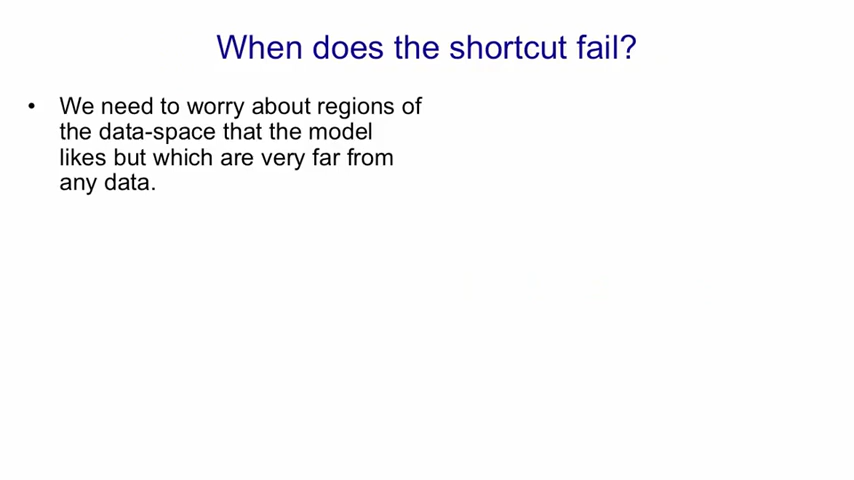 When does the shortcut fail?
• We need to worry about regions of
the data-space that the model
likes but which are very far from
any data.